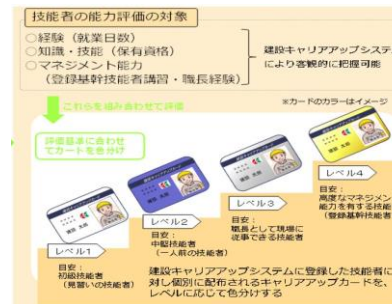 技能者の能力評価の対象
○経験（就業日数）
○知識・技能（保有資格）
○マネジメント能力
（登録基幹技能者講習・職長経験）
建設キャリアアップシステ
により客観的に把握可能
これらを組み合わせて評価
※カードのカラーはイメージ
評価基準に合わせ
てカードを色分け
レベル4
目安：
高度なマネジメン
能力を有する技能
（登録基幹技能者
レベル3
目安：
職長として現場に
従事できる技能者
レベル2
目安：
中堅技能者
（一人前の技能者）
レベル1
目安：
初級技能者
（見習いの技能者）
建設キャリアアップシステムに登録した技能者に
対し個別に配布されるキャリアアップカードを、
レベルに応じて色分けする